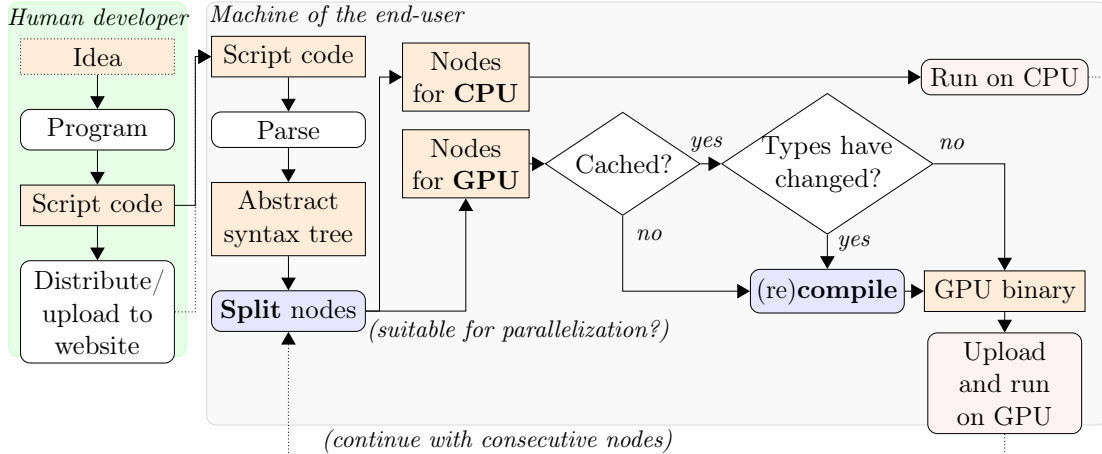 Human developer
Idea
Program
Script code
Distribute/
upload to
website
Machine of the end-user
Script code
Parse
Abstract
syntax tree
Split nodes
(suitable for parallelization?)
Nodes
for CPU
Run on CPU
Nodes
for GPU
Cached?
yes
no
Types have
changed?
no
yes
(re)compile
GPU binary
Upload
and run
on GPU
(continue with consecutive nodes)